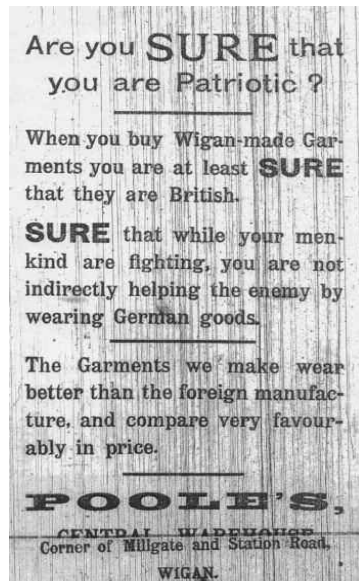 Are you SURE that
you are Patriotic ?
When you buy Wigan-made Gar-
ments you are at least SURE
that they are British.
SURE that while your men-
kind are fighting, you are not
indirectly helping the enemy by
wearing German goods.
The Garments we make wear
better than the foreign manufac-
ture, and compare very favour-
ably in price.
POOLE'S,
CENTRAL WAREHOUSE
Corner of Millgate and Station Road,
WIGAN.